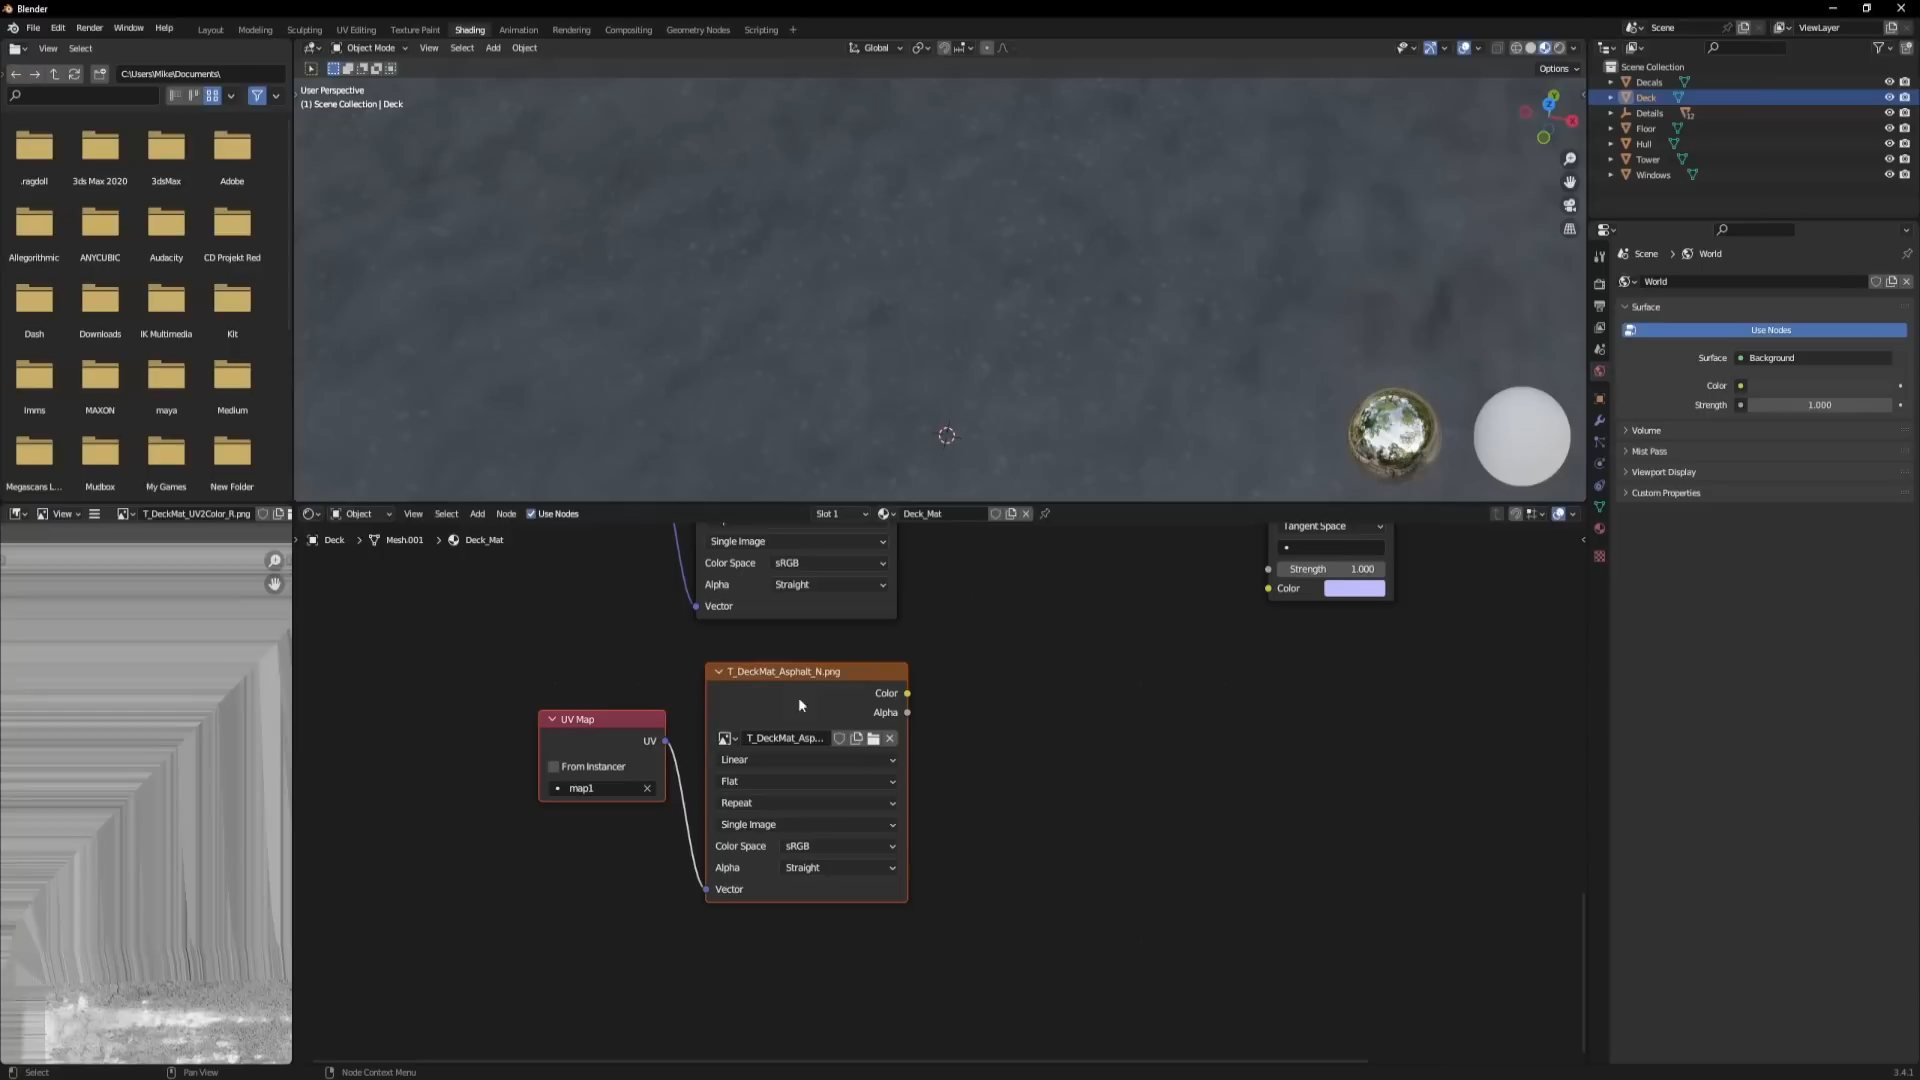 Blender
File Edit Render Window Help
Layout Modeling Sculpting UV Editing Texture Paint Shading Animation Rendering Compositing Geometry Nodes Scripting +
Scene
ViewLayer
View Select
Object Mode View Select Add Object
Global
C:\Users\Mike\Documents\
Options
User Perspective
(1) Scene Collection | Deck
.ragdoll 3ds Max 2020 3dsMax Adobe
Allegorithmic ANYCUBIC Audacity CD Projekt Red
Dash Downloads IK Multimedia Kit
lmms MAXON maya Medium
Megascans L... Mudbox My Games New Folder
Y
Z
X
Scene Collection
Decals
Deck
Details
12
Floor
Hull
Tower
Windows
Scene > World
World
Surface
Use Nodes
Surface Background
Color
Strength 1.000
Volume
Mist Pass
Viewport Display
Custom Properties
View
T_DeckMat_UV2Color_R.png
Object View Select Add Node Use Nodes
Slot 1
Deck_Mat
Deck > Mesh.001 > Deck_Mat
Single Image
Color Space sRGB
Alpha Straight
Vector
Tangent Space
Strength 1.000
Color
UV Map
UV
From Instancer
map1
T_DeckMat_Asphalt_N.png
Color
Alpha
T_DeckMat_Asp...
Linear
Flat
Repeat
Single Image
Color Space sRGB
Alpha Straight
Vector
Select
Pan View
Node Context Menu
3.4.1